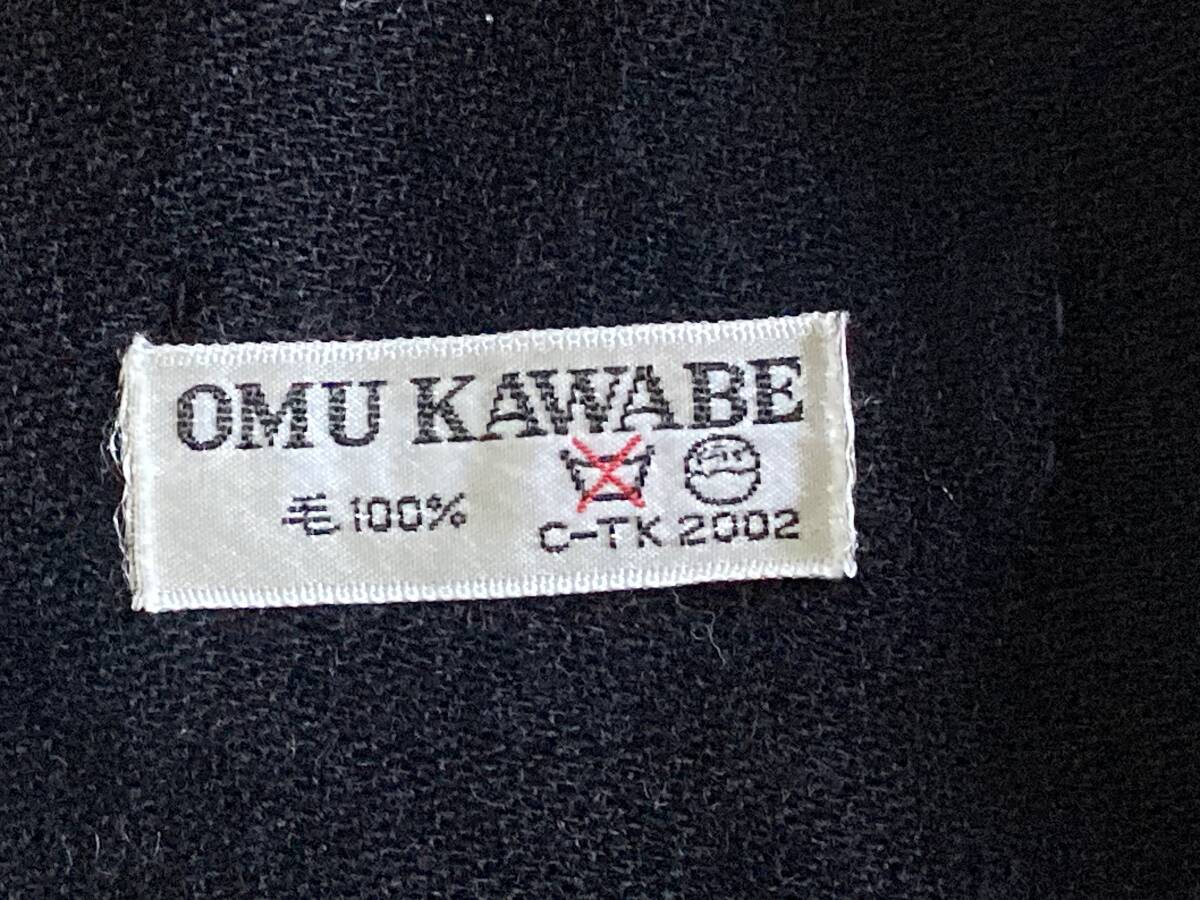 OMU KAWABE
毛100%
C-TK 2002